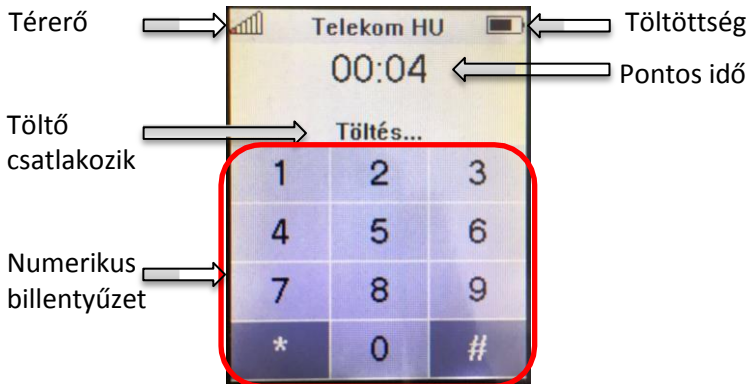 Térerő
Telekom HU
Töltöttség
00:04
Pontos idő
Töltő
csatlakozik
Töltés...
1 2 3
4 5 6
Numerikus
billentyűzet
7 8 9
* 0 #